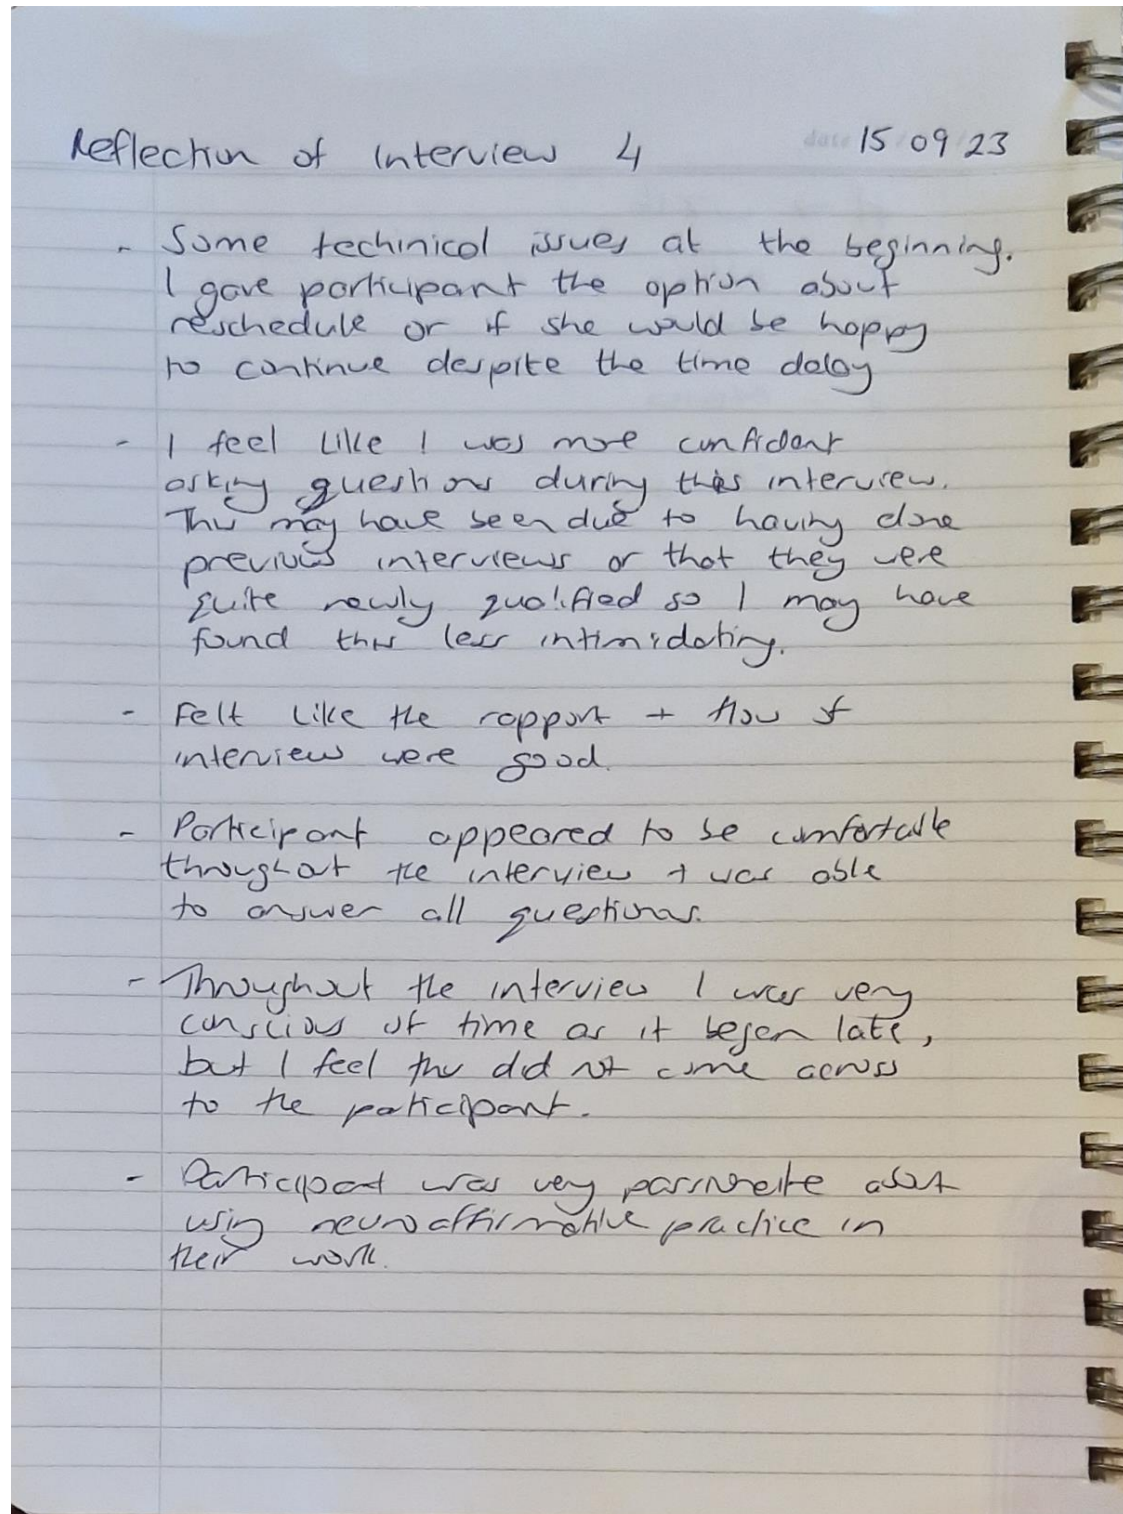 Reflection of Interview 4 date 15 09 23
- Some techinical issues at the beginning.
I gave participant the option about
reschedule or if she would be happy
to continue despite the time delay
- I feel like I was more confident
asking questions during this interview.
This may have been due to having done
previous interviews or that they were
quite newly qualified so I may have
found this less intimidating.
- Felt like the rapport + flow of
interview were good.
- Participant appeared to be comfortable
throughout the interview + was able
to answer all questions.
- Throughout the interview I was very
conscious of time as it began late,
but I feel this did not come across
to the participant.
- Participant was very passionate about
using neuroaffirmative practice in
their work.